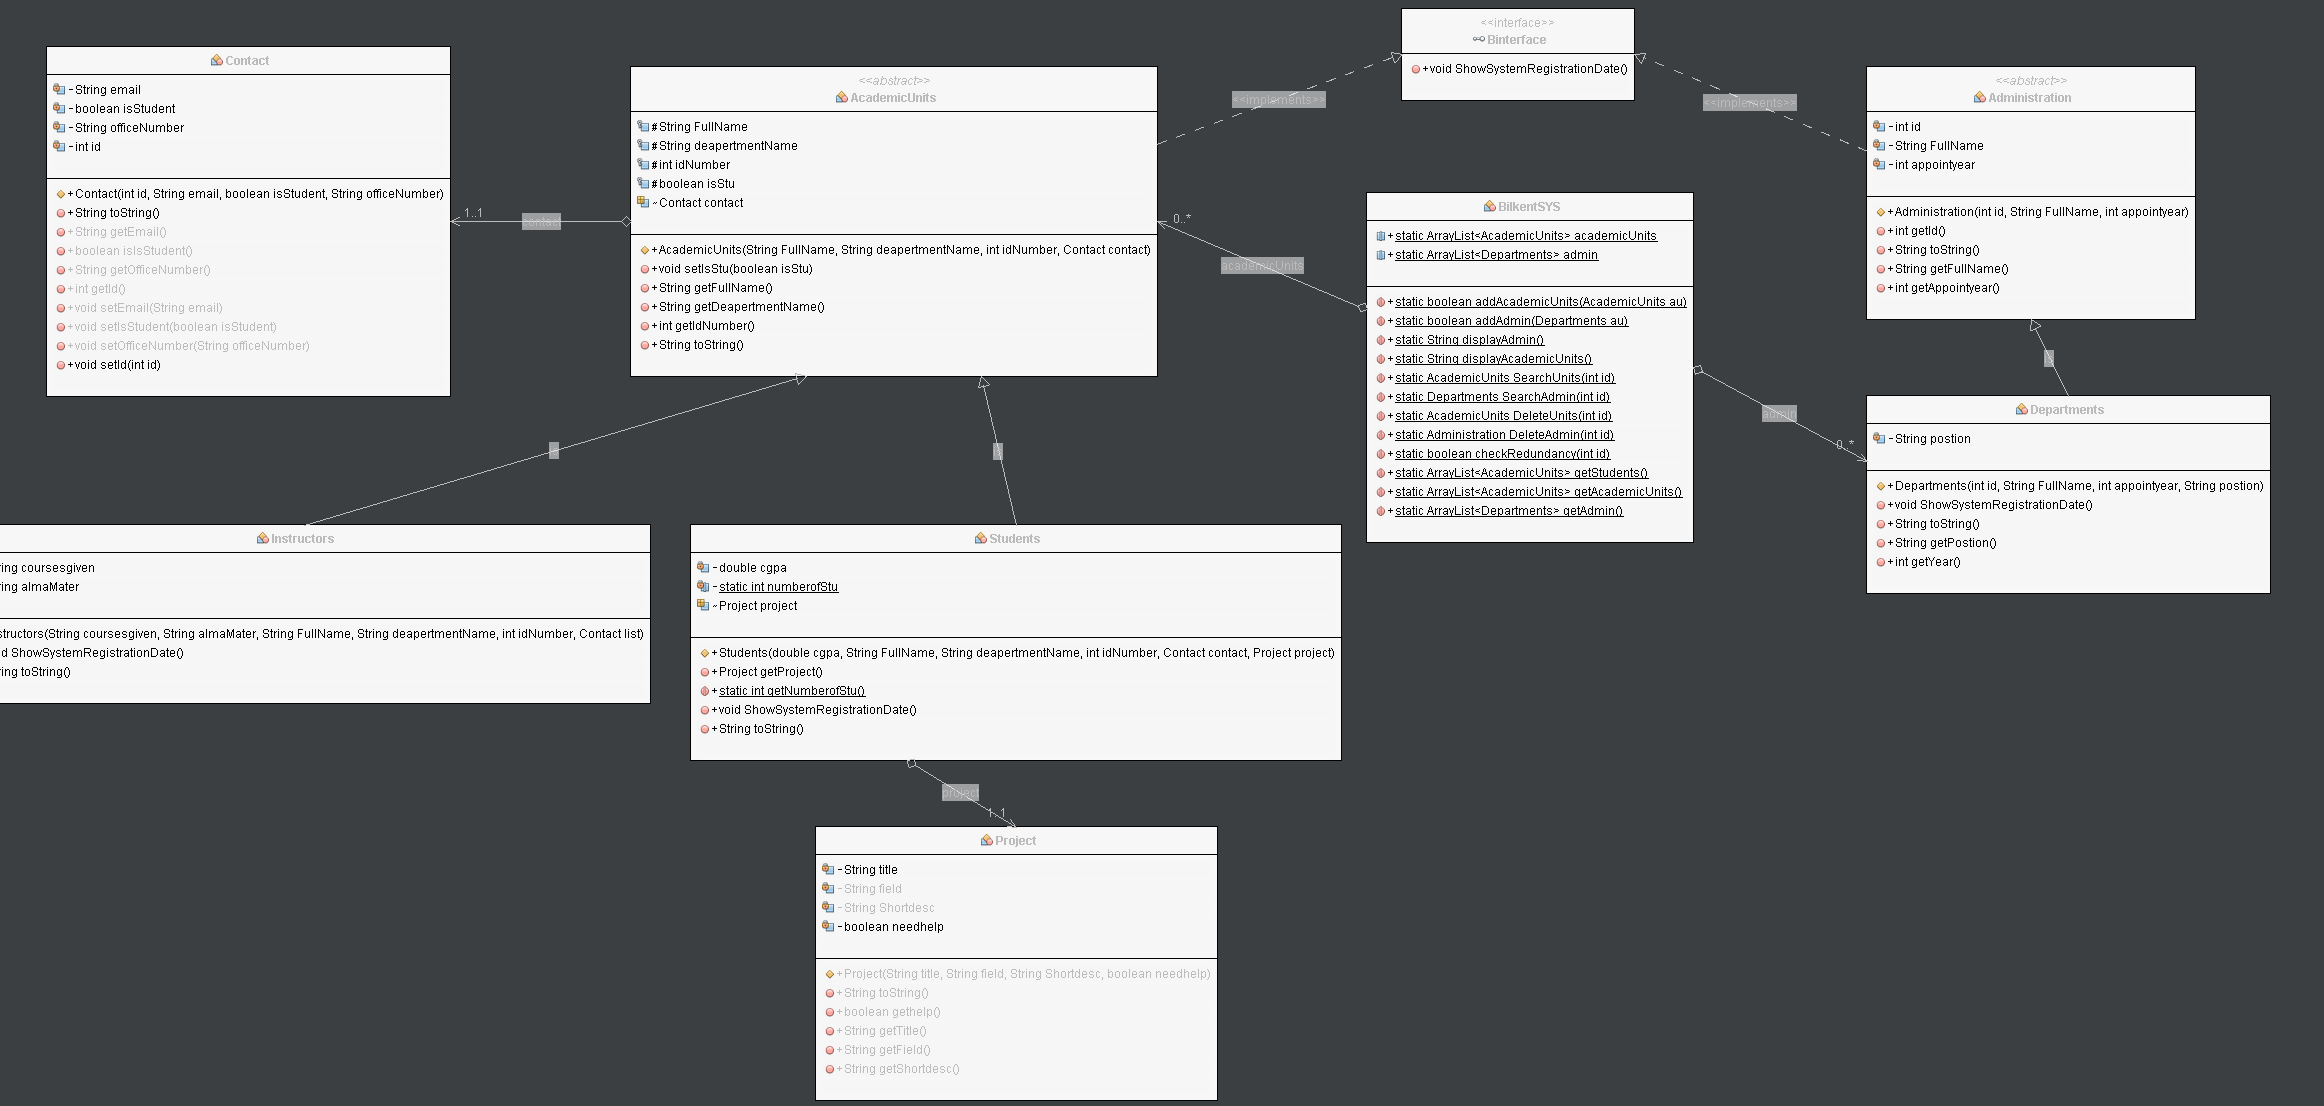 Contact
-String email
-boolean isStudent
-String officeNumber
-int id
+Contact(int id, String email, boolean isStudent, String officeNumber)
+String toString()
+String getEmail()
+boolean isIsStudent()
+String getOfficeNumber()
+int getId()
+void setEmail(String email)
+void setIsStudent(boolean isStudent)
+void setOfficeNumber(String officeNumber)
+void setId(int id)
1..1
contact
<<abstract>>
AcademicUnits
#String FullName
#String deapertmentName
#int idNumber
#boolean isStu
~Contact contact
+AcademicUnits(String FullName, String deapertmentName, int idNumber, Contact contact)
+void setIsStu(boolean isStu)
+String getFullName()
+String getDeapertmentName()
+int getIdNumber()
+String toString()
<<implements>>
<<interface>>
Binterface
+void ShowSystemRegistrationDate()
<<implements>>
<<abstract>>
Administration
-int id
-String FullName
-int appointyear
+Administration(int id, String FullName, int appointyear)
+int getId()
+String toString()
+String getFullName()
+int getAppointyear()
0..*
academicUnits
BilkentSYS
+static ArrayList<AcademicUnits> academicUnits
+static ArrayList<Departments> admin
+static boolean addAcademicUnits(AcademicUnits au)
+static boolean addAdmin(Departments au)
+static String displayAdmin()
+static String displayAcademicUnits()
+static AcademicUnits SearchUnits(int id)
+static Departments SearchAdmin(int id)
+static AcademicUnits DeleteUnits(int id)
+static Administration DeleteAdmin(int id)
+static boolean checkRedundancy(int id)
+static ArrayList<AcademicUnits> getStudents()
+static ArrayList<AcademicUnits> getAcademicUnits()
+static ArrayList<Departments> getAdmin()
admin
0..*
Departments
-String postion
+Departments(int id, String FullName, int appointyear, String postion)
+void ShowSystemRegistrationDate()
+String toString()
+String getPostion()
+int getYear()
Instructors
ring coursesgiven
ring almaMater
structors(String coursesgiven, String almaMater, String FullName, String deapertmentName, int idNumber, Contact list)
d ShowSystemRegistrationDate()
ring toString()
Students
-double cgpa
-static int numberofStu
~Project project
+Students(double cgpa, String FullName, String deapertmentName, int idNumber, Contact contact, Project project)
+Project getProject()
+static int getNumberofStu()
+void ShowSystemRegistrationDate()
+String toString()
project
1..1
Project
-String title
-String field
-String Shortdesc
-boolean needhelp
+Project(String title, String field, String Shortdesc, boolean needhelp)
+String toString()
+boolean gethelp()
+String getTitle()
+String getField()
+String getShortdesc()